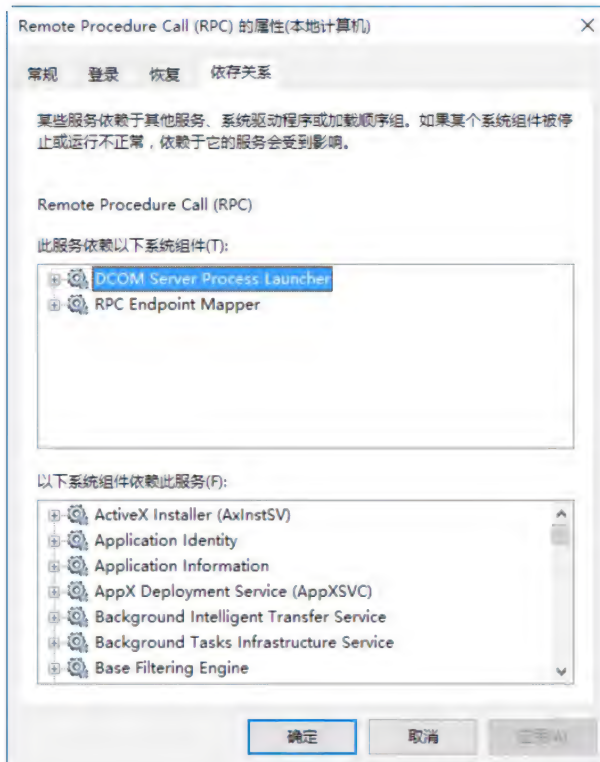 Remote Procedure Call (RPC) 的属性(本地计算机)
常规 登录 恢复 依存关系
某些服务依赖于其他服务、系统驱动程序或加载顺序组。如果某个系统组件被停
止或运行不正常，依赖于它的服务会受到影响。
Remote Procedure Call (RPC)
此服务依赖以下系统组件(T):
DCOM Server Process Launcher
RPC Endpoint Mapper
以下系统组件依赖此服务(F):
ActiveX Installer (AxInstSV)
Application Identity
Application Information
AppX Deployment Service (AppXSVC)
Background Intelligent Transfer Service
Background Tasks Infrastructure Service
Base Filtering Engine
确定 取消 应用(A)